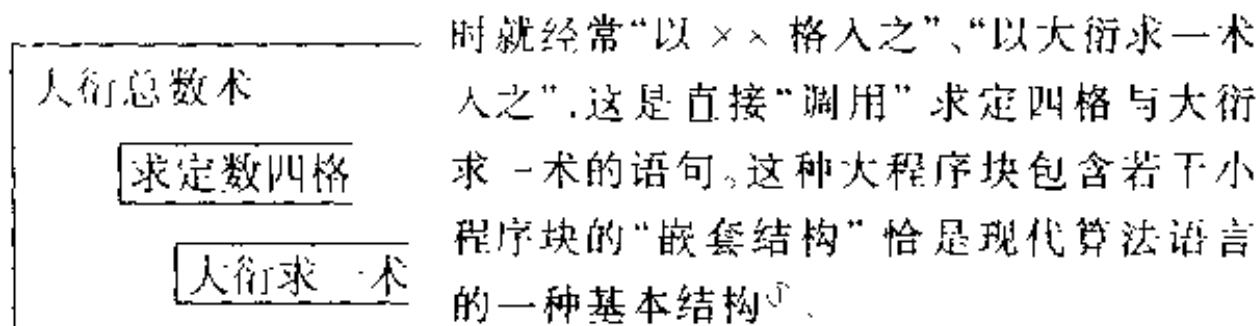 大衍总数术
求定数四格
大衍求一术
时就经常“以××格入之”、“以大衍求一术
入之”.这是直接“调用”求定四格与大衍
求一术的语句。这种大程序块包含若干小
程序块的“嵌套结构”恰是现代算法语言
的一种基本结构①.